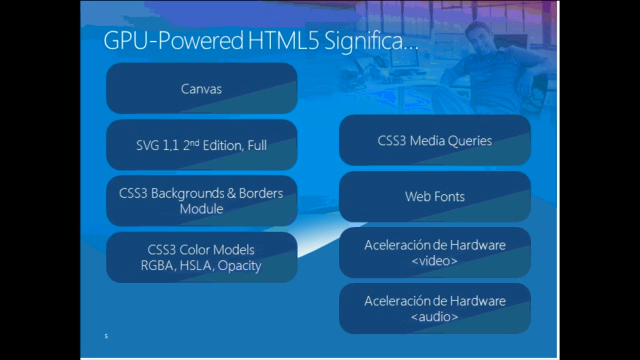 GPU-Powered HTML5 Significa...
Canvas
SVG 1,1 2nd Edition, Full
CSS3 Backgrounds & Borders
Module
CSS3 Color Models
RGBA, HSLA, Opacity
CSS3 Media Queries
Web Fonts
Aceleración de Hardware
<video>
Aceleración de Hardware
<audio>
5